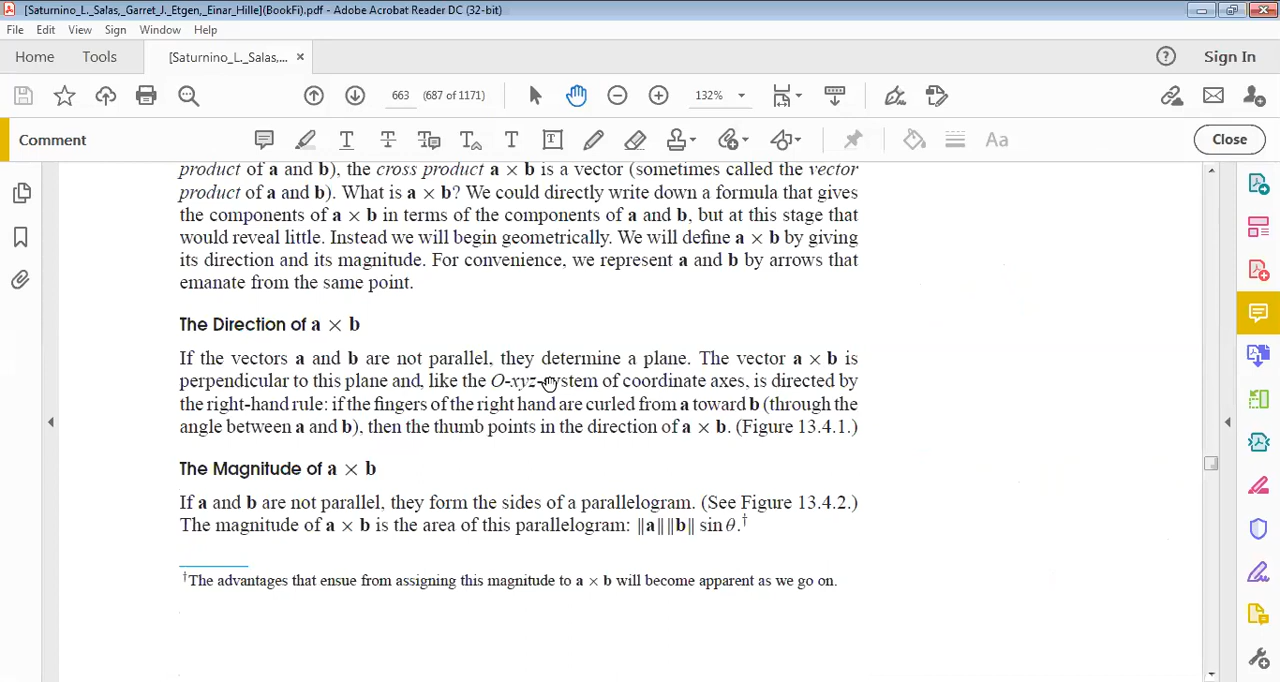 [Saturnino_L._Salas,_Garret_J._Etgen,_Einar_Hille](BookFi).pdf - Adobe Acrobat Reader DC (32-bit)
File Edit View Sign Window Help
Home Tools [Saturnino_L._Salas,... × Sign In
663 (687 of 1171) 132%
Comment Aa Close
product of a and b), the cross product a × b is a vector (sometimes called the vector
product of a and b). What is a × b? We could directly write down a formula that gives
the components of a × b in terms of the components of a and b, but at this stage that
would reveal little. Instead we will begin geometrically. We will define a × b by giving
its direction and its magnitude. For convenience, we represent a and b by arrows that
emanate from the same point.
The Direction of a × b
If the vectors a and b are not parallel, they determine a plane. The vector a × b is
perpendicular to this plane and, like the O-xyz-system of coordinate axes, is directed by
the right-hand rule: if the fingers of the right hand are curled from a toward b (through the
angle between a and b), then the thumb points in the direction of a × b. (Figure 13.4.1.)
The Magnitude of a × b
If a and b are not parallel, they form the sides of a parallelogram. (See Figure 13.4.2.)
The magnitude of a × b is the area of this parallelogram: ‖a‖‖b‖ sin θ.†
†The advantages that ensue from assigning this magnitude to a × b will become apparent as we go on.